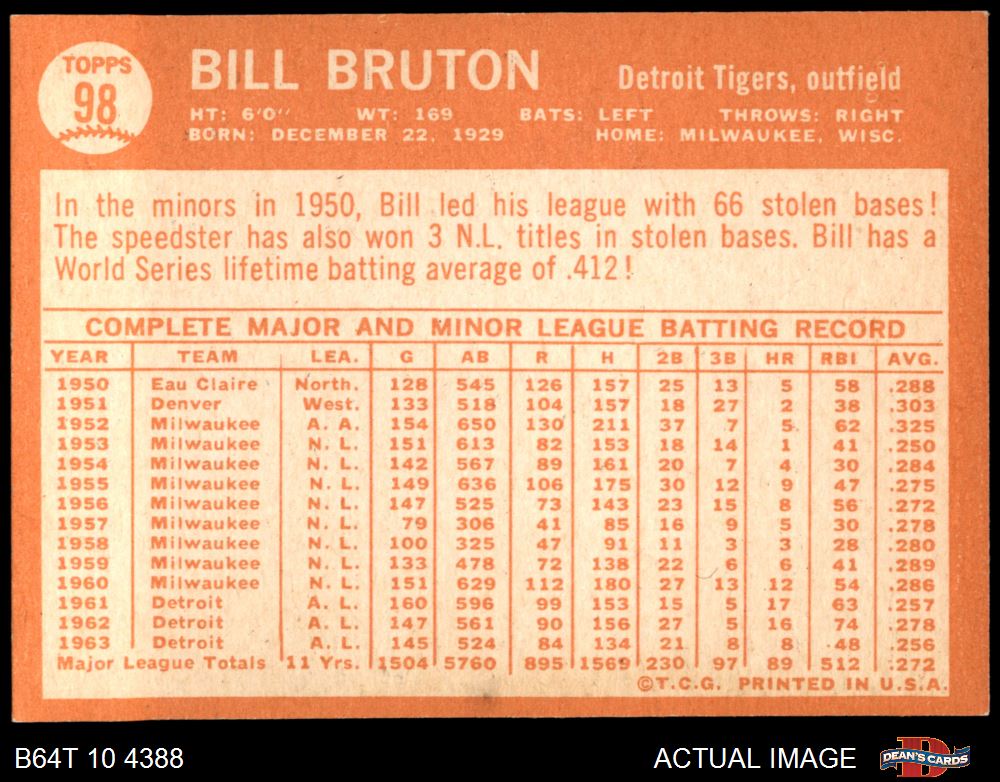 TOPPS
98
BILL BRUTON Detroit Tigers, outfield
HT: 6'0" WT: 169 BATS: LEFT THROWS: RIGHT
BORN: DECEMBER 22, 1929 HOME: MILWAUKEE, WISC.
In the minors in 1950, Bill led his league with 66 stolen bases!
The speedster has also won 3 N.L. titles in stolen bases. Bill has a
World Series lifetime batting average of .412!
COMPLETE MAJOR AND MINOR LEAGUE BATTING RECORD
YEAR TEAM LEA. G AB R H 2B 3B HR RBI AVG.
1950 Eau Claire North. 128 545 126 157 25 13 5 58 .288
1951 Denver West. 133 518 104 157 18 27 2 38 .303
1952 Milwaukee A. A. 154 650 130 211 37 7 5 62 .325
1953 Milwaukee N. L. 151 613 82 153 18 14 1 41 .250
1954 Milwaukee N. L. 142 567 89 161 20 7 4 30 .284
1955 Milwaukee N. L. 149 636 106 175 30 12 9 47 .275
1956 Milwaukee N. L. 147 525 73 143 23 15 8 56 .272
1957 Milwaukee N. L. 79 306 41 85 16 9 5 30 .278
1958 Milwaukee N. L. 100 325 47 91 11 3 3 28 .280
1959 Milwaukee N. L. 133 478 72 138 22 6 6 41 .289
1960 Milwaukee N. L. 151 629 112 180 27 13 12 54 .286
1961 Detroit A. L. 160 596 99 153 15 5 17 63 .257
1962 Detroit A. L. 147 561 90 156 27 5 16 74 .278
1963 Detroit A. L. 145 524 84 134 21 8 8 48 .256
Major League Totals 11 Yrs. 1504 5760 895 1569 230 97 89 512 .272
©T.C.G. PRINTED IN U.S.A.
B64T 10 4388 ACTUAL IMAGE DEAN'S CARDS